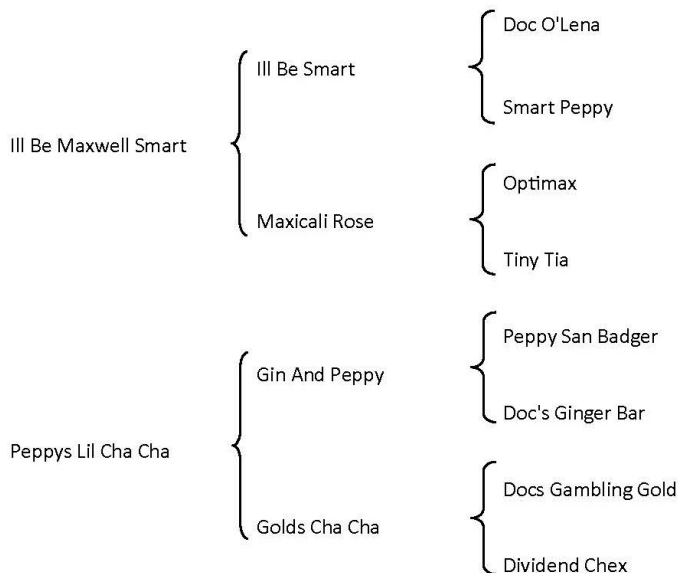 Doc O'Lena
Ill Be Smart
Smart Peppy
Ill Be Maxwell Smart
Optimax
Maxicali Rose
Tiny Tia
Peppy San Badger
Gin And Peppy
Doc's Ginger Bar
Peppys Lil Cha Cha
Docs Gambling Gold
Golds Cha Cha
Dividend Chex